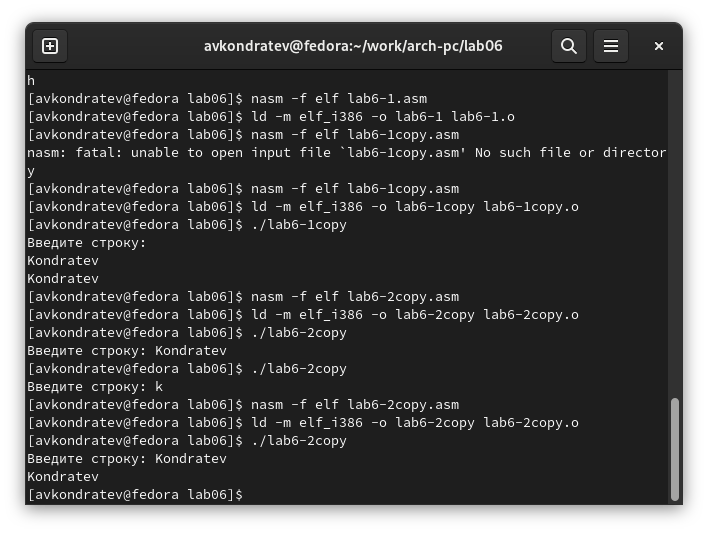 avkondratev@fedora:~/work/arch-pc/lab06
h
[avkondratev@fedora lab06]$ nasm -f elf lab6-1.asm
[avkondratev@fedora lab06]$ ld -m elf_i386 -o lab6-1 lab6-1.o
[avkondratev@fedora lab06]$ nasm -f elf lab6-1copy.asm
nasm: fatal: unable to open input file `lab6-1copy.asm' No such file or director
y
[avkondratev@fedora lab06]$ nasm -f elf lab6-1copy.asm
[avkondratev@fedora lab06]$ ld -m elf_i386 -o lab6-1copy lab6-1copy.o
[avkondratev@fedora lab06]$ ./lab6-1copy
Введите строку:
Kondratev
Kondratev
[avkondratev@fedora lab06]$ nasm -f elf lab6-2copy.asm
[avkondratev@fedora lab06]$ ld -m elf_i386 -o lab6-2copy lab6-2copy.o
[avkondratev@fedora lab06]$ ./lab6-2copy
Введите строку: Kondratev
[avkondratev@fedora lab06]$ ./lab6-2copy
Введите строку: k
[avkondratev@fedora lab06]$ nasm -f elf lab6-2copy.asm
[avkondratev@fedora lab06]$ ld -m elf_i386 -o lab6-2copy lab6-2copy.o
[avkondratev@fedora lab06]$ ./lab6-2copy
Введите строку: Kondratev
Kondratev
[avkondratev@fedora lab06]$